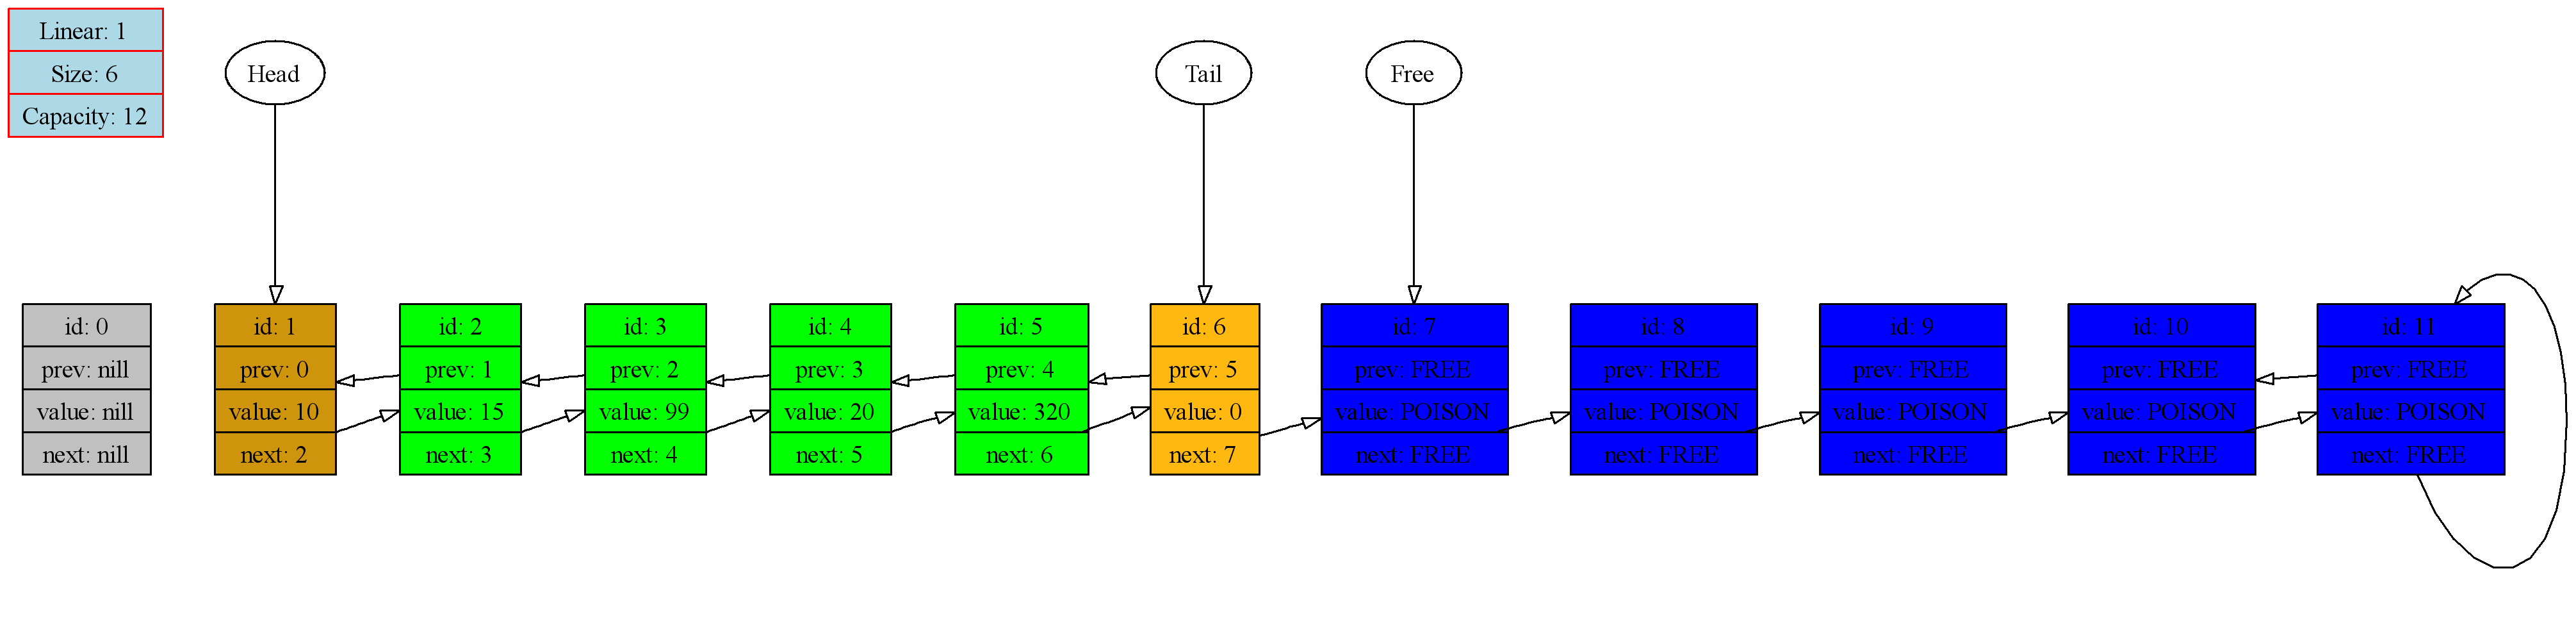 Linear: 1
Size: 6
Capacity: 12
Head
Tail
Free
id: 0
prev: nill
value: nill
next: nill
id: 1
prev: 0
value: 10
next: 2
id: 2
prev: 1
value: 15
next: 3
id: 3
prev: 2
value: 99
next: 4
id: 4
prev: 3
value: 20
next: 5
id: 5
prev: 4
value: 320
next: 6
id: 6
prev: 5
value: 0
next: 7
id: 7
prev: FREE
value: POISON
next: FREE
id: 8
prev: FREE
value: POISON
next: FREE
id: 9
prev: FREE
value: POISON
next: FREE
id: 10
prev: FREE
value: POISON
next: FREE
id: 11
prev: FREE
value: POISON
next: FREE